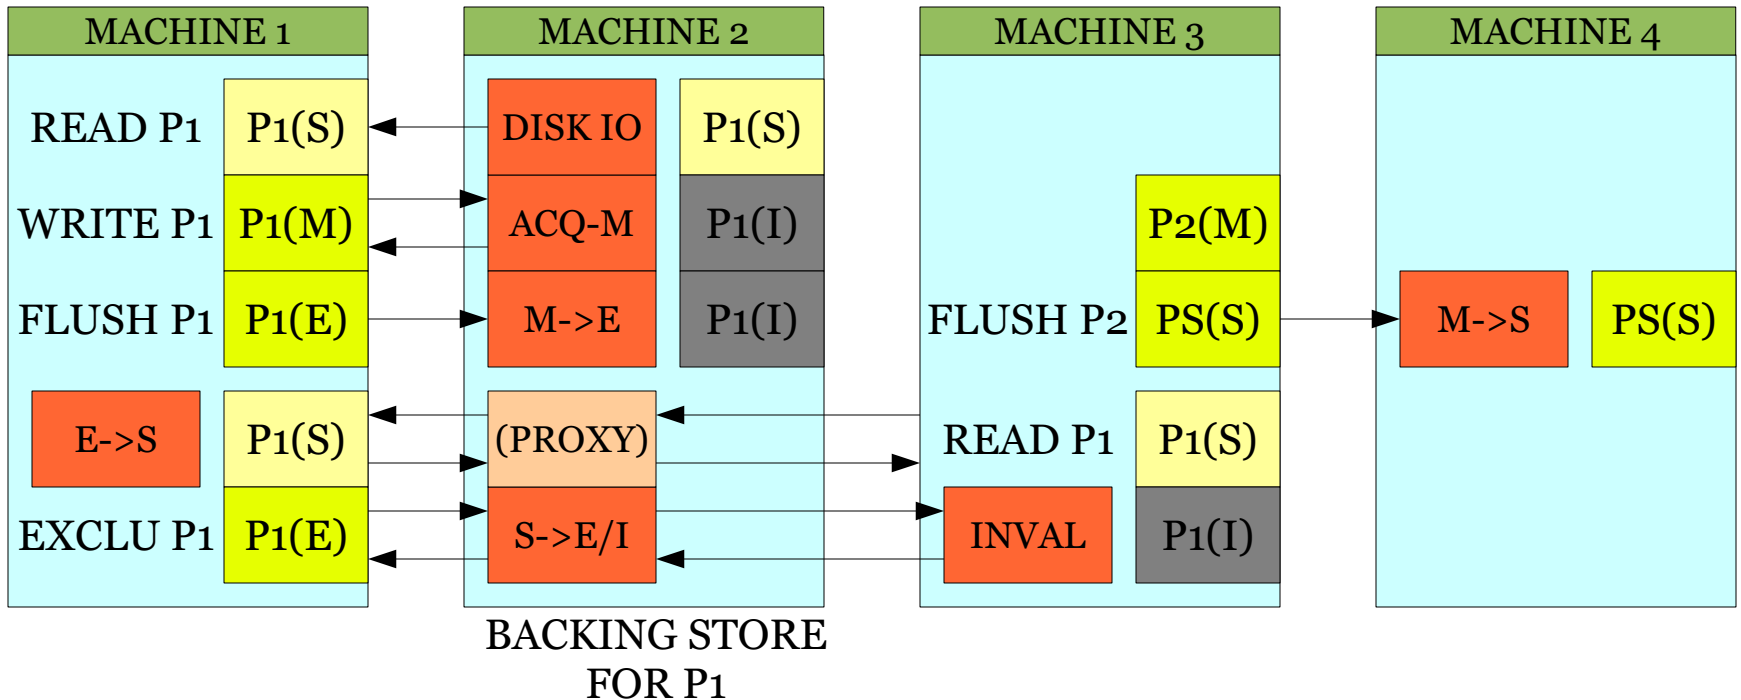 MACHINE 1 MACHINE 2 MACHINE 3 MACHINE 4
READ P1 P1(S) DISK IO P1(S)
WRITE P1 P1(M) ACQ-M P1(I) P2(M)
FLUSH P1 P1(E) M->E P1(I) FLUSH P2 PS(S) M->S PS(S)
E->S P1(S) (PROXY) READ P1 P1(S)
EXCLU P1 P1(E) S->E/I INVAL P1(I)
BACKING STORE
FOR P1